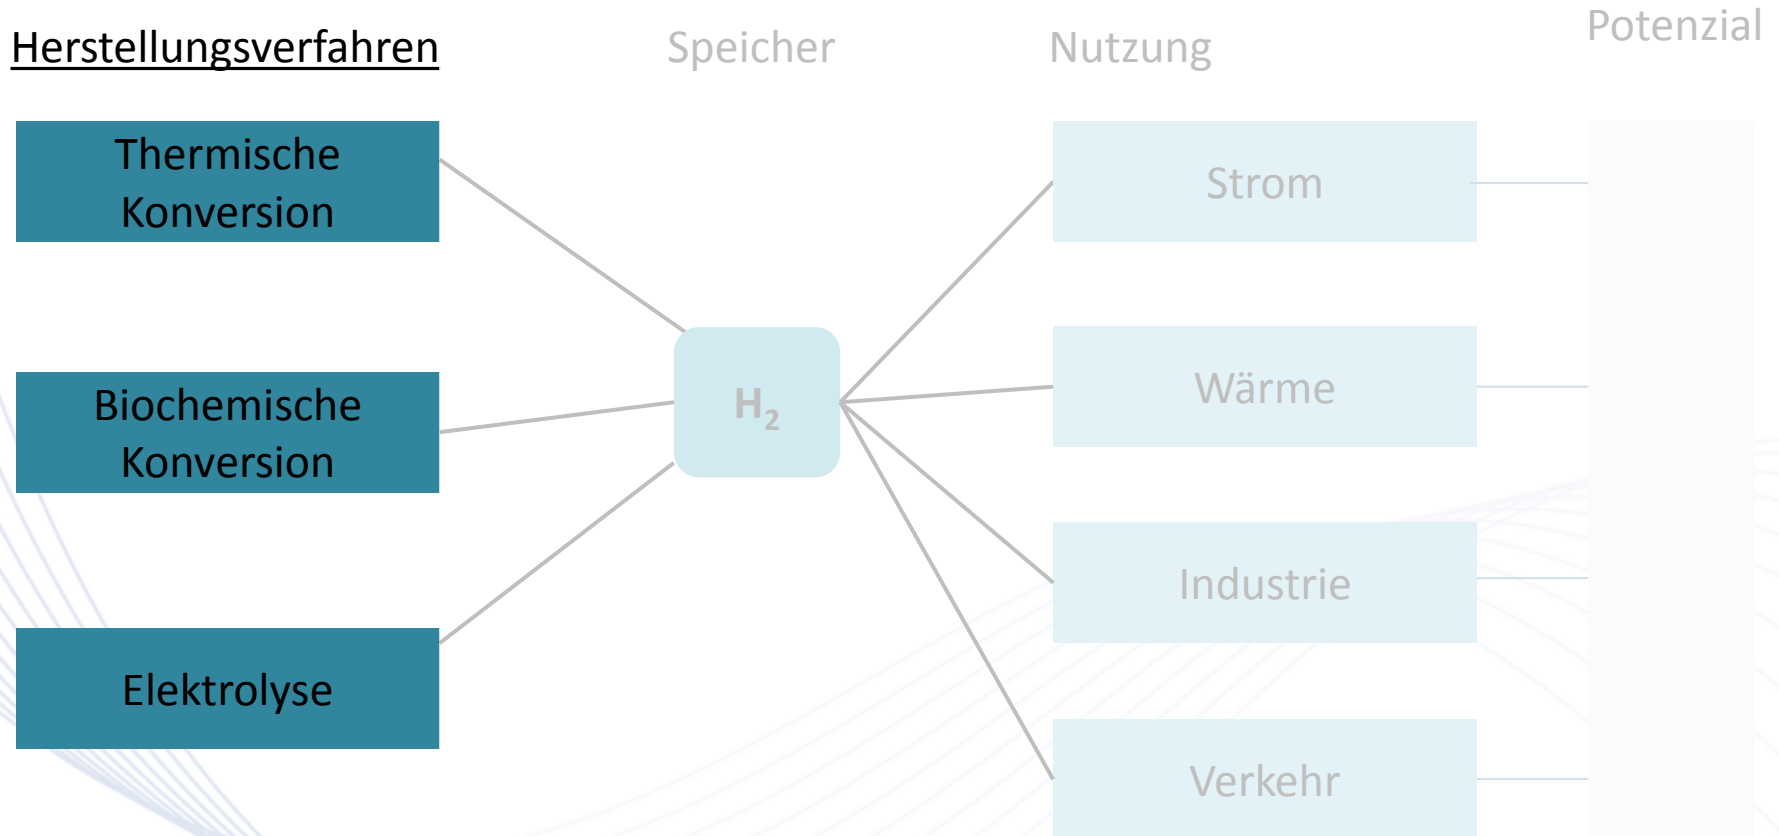 Herstellungsverfahren
Speicher
Nutzung
Potenzial
Thermische
Konversion
Biochemische
Konversion
Elektrolyse
H₂
Strom
Wärme
Industrie
Verkehr